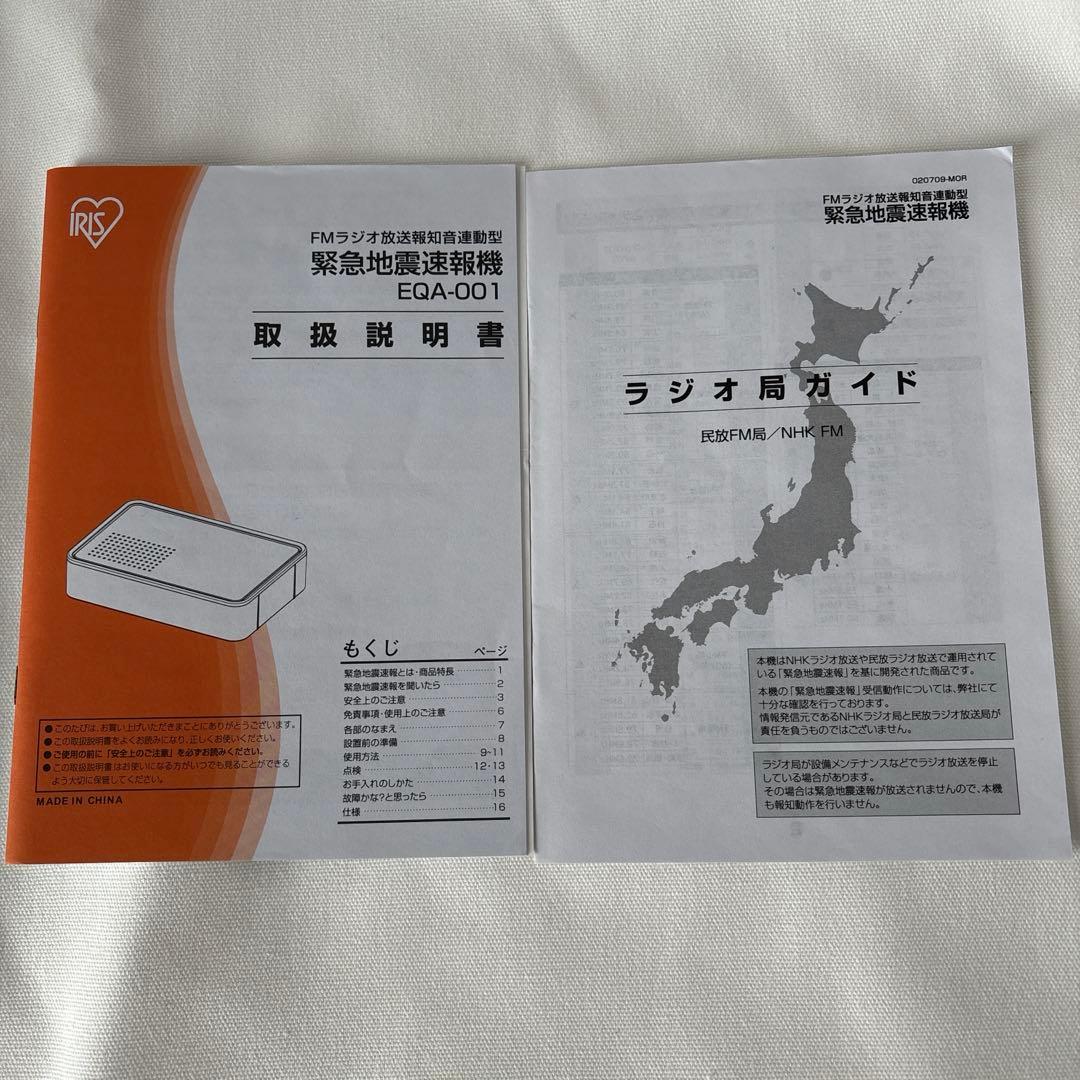 IRIS
FMラジオ放送報知音連動型
緊急地震速報機
EQA-001
取扱説明書
もくじ ページ
緊急地震速報とは・商品特長 1
緊急地震速報を聞いたら 2
安全上のご注意 3
免責事項・使用上のご注意 6
各部のなまえ 7
設置前の準備 8
使用方法 9~11
点検 12・13
お手入れのしかた 14
故障かな?と思ったら 15
仕様 16
●このたびは、お買い上げいただきまことにありがとうございます。
●この取扱説明書をよくお読みになり、正しくお使いください。
●ご使用の前に「安全上のご注意」を必ずお読みください。
●この取扱説明書はお使いになる方がいつでも見ることができる
よう大切に保管してください。
MADE IN CHINA
020709-MOR
FMラジオ放送報知音連動型
緊急地震速報機
ラジオ局ガイド
民放FM局/NHK FM
本機はNHKラジオ放送や民放ラジオ放送で運用されて
いる「緊急地震速報」を基に開発された商品です。
本機の「緊急地震速報」受信動作については、弊社にて
十分な確認を行っております。
情報発信元であるNHKラジオ局と民放ラジオ放送局が
責任を負うものではございません。
ラジオ局が設備メンテナンスなどでラジオ放送を停止
している場合があります。
その場合は緊急地震速報が放送されませんので、本機
も報知動作を行いません。